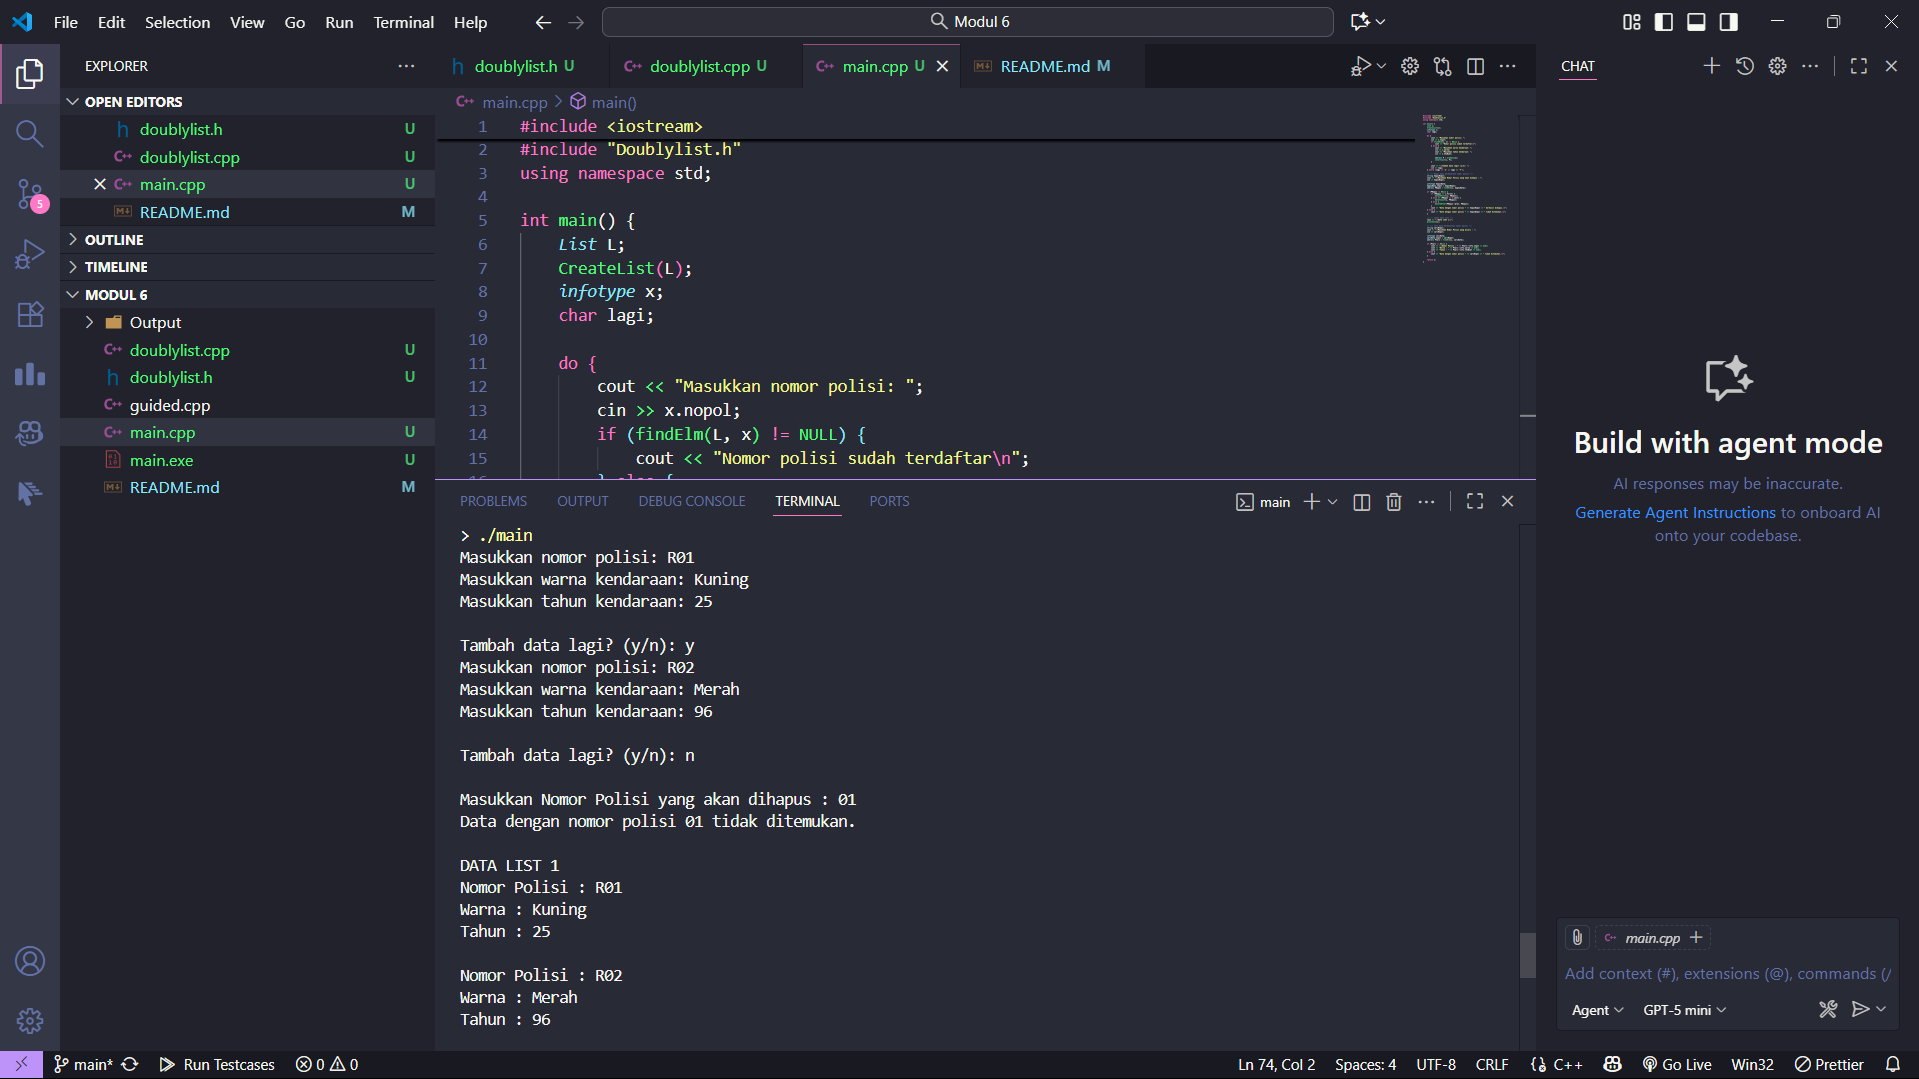 File Edit Selection View Go Run Terminal Help
Modul 6
EXPLORER
OPEN EDITORS
doublylist.h U
doublylist.cpp U
main.cpp U
README.md M
OUTLINE
TIMELINE
MODUL 6
Output
doublylist.cpp U
doublylist.h U
guided.cpp
main.cpp U
main.exe U
README.md M
5
doublylist.h U
doublylist.cpp U
main.cpp U
README.md M
main.cpp > main()
1 #include <iostream>
2 #include "Doublylist.h"
3 using namespace std;
4
5 int main() {
6 List L;
7 CreateList(L);
8 infotype x;
9 char lagi;
10
11 do {
12 cout << "Masukkan nomor polisi: ";
13 cin >> x.nopol;
14 if (findElm(L, x) != NULL) {
15 cout << "Nomor polisi sudah terdaftar\n";
16 } else {
PROBLEMS OUTPUT DEBUG CONSOLE TERMINAL PORTS
main
> ./main
Masukkan nomor polisi: R01
Masukkan warna kendaraan: Kuning
Masukkan tahun kendaraan: 25
Tambah data lagi? (y/n): y
Masukkan nomor polisi: R02
Masukkan warna kendaraan: Merah
Masukkan tahun kendaraan: 96
Tambah data lagi? (y/n): n
Masukkan Nomor Polisi yang akan dihapus : 01
Data dengan nomor polisi 01 tidak ditemukan.
DATA LIST 1
Nomor Polisi : R01
Warna : Kuning
Tahun : 25
Nomor Polisi : R02
Warna : Merah
Tahun : 96
CHAT
Build with agent mode
AI responses may be inaccurate.
Generate Agent Instructions to onboard AI
onto your codebase.
main.cpp
Add context (#), extensions (@), commands (/
Agent GPT-5 mini
main* Run Testcases 0 0
Ln 74, Col 2 Spaces: 4 UTF-8 CRLF C++ Go Live Win32 Prettier